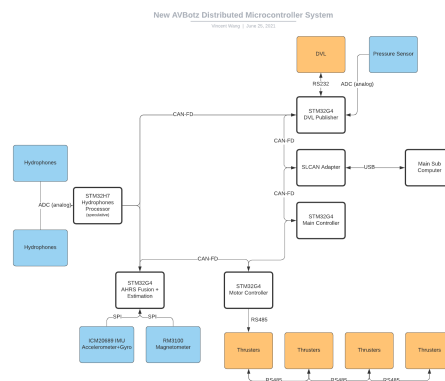 New AVBotz Distributed Microcontroller System
Vincent Wang | June 20, 2021
DVL
Pressure Sensor
RS232
ADC (analog)
STM32G4
DVL Publisher
CAN-FD
CAN-FD
Hydrophones
SLCAN Adapter
USB
Main Sub
Computer
CAN-FD
ADC (analog)
STM32H7
Hydrophones
Processor
(speculative)
STM32G4
Main Controller
Hydrophones
CAN-FD
CAN-FD
STM32G4
AHRS Fusion +
Estimation
STM32G4
Motor Controller
SPI
SPI
RS485
ICM20689 IMU
Accelerometer+Gyro
RM3100
Magnetometer
Thrusters
Thrusters
Thrusters
Thrusters
RS485
RS485
RS485